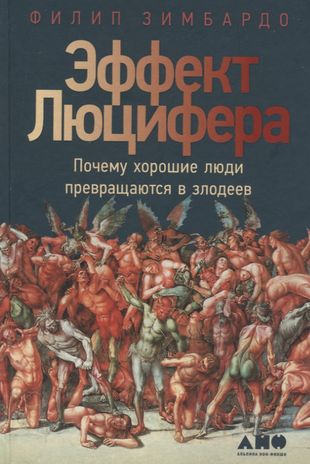 ФИЛИП ЗИМБАРДО
Эффект
Люцифера
Почему хорошие люди
превращаются в злодеев
АНФ
АЛЬПИНА НОН-ФИКШН